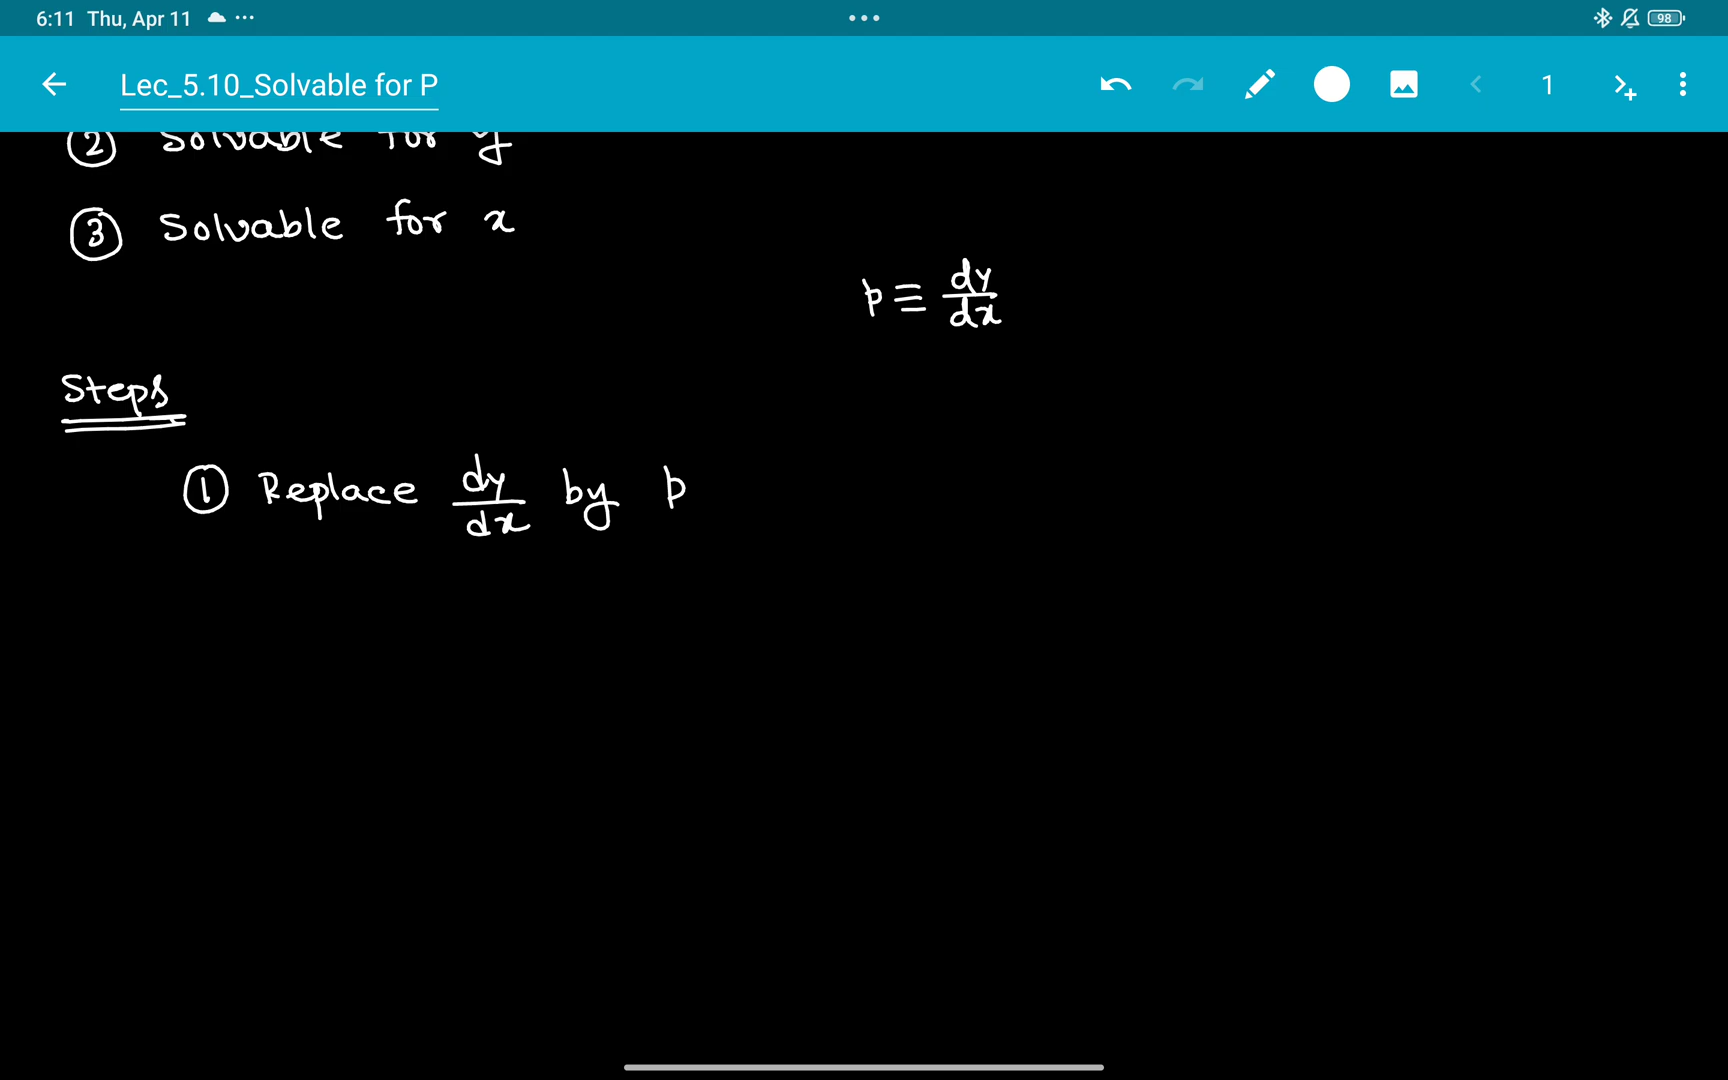 6:11 Thu, Apr 11
98
Lec_5.10_Solvable for P
1
② Solvable for y
③ Solvable for x
p ≡ dy/dx
Steps
① Replace dy/dx by p